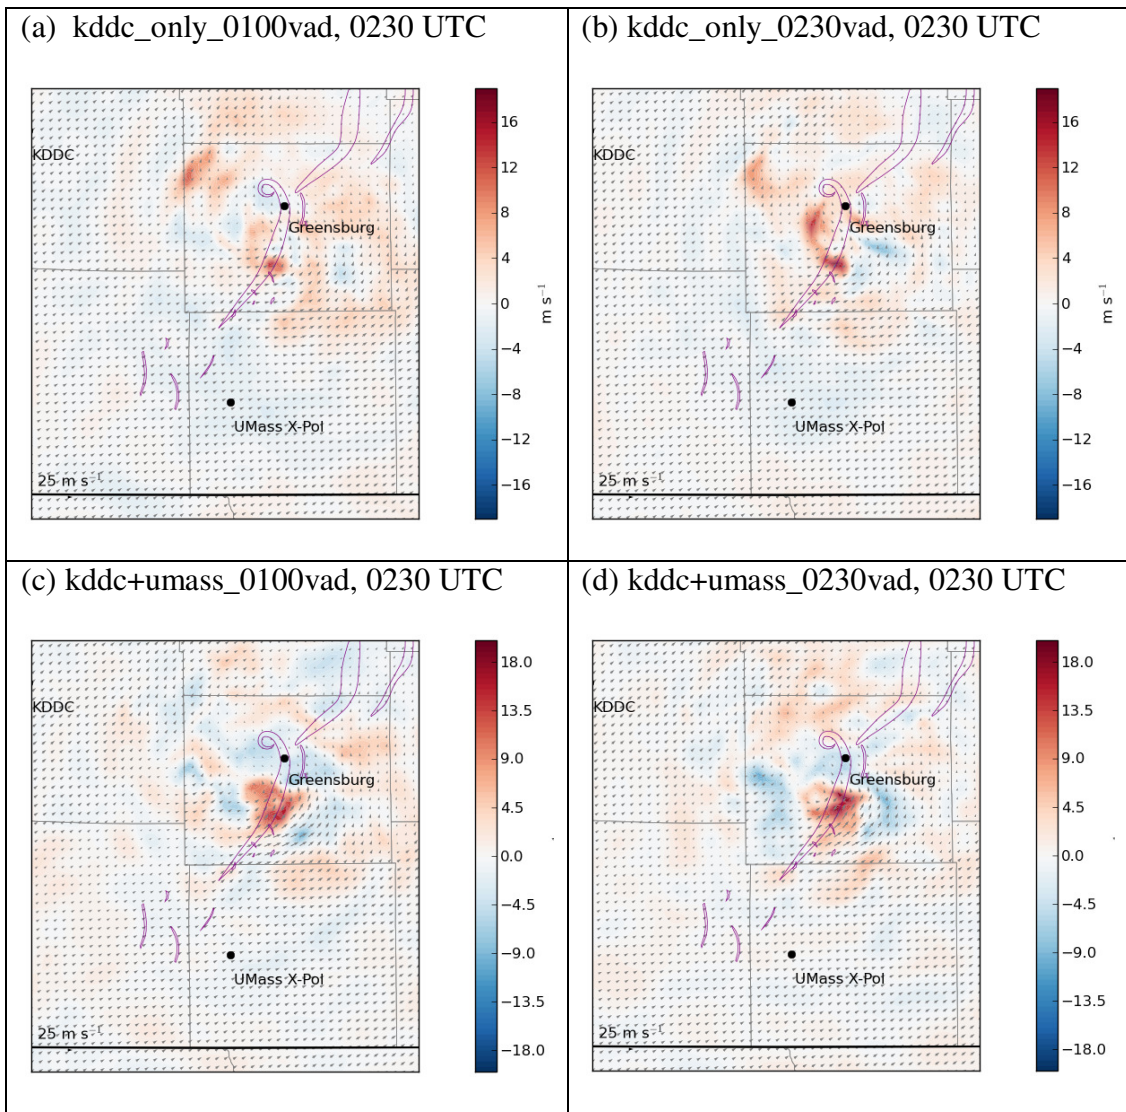 (a) kddc_only_0100vad, 0230 UTC
KDDC
Greensburg
UMass X-Pol
25 m s⁻¹
16
12
8
4
0
−4
−8
−12
−16
m s⁻¹
(b) kddc_only_0230vad, 0230 UTC
KDDC
Greensburg
UMass X-Pol
25 m s⁻¹
16
12
8
4
0
−4
−8
−12
−16
m s⁻¹
(c) kddc+umass_0100vad, 0230 UTC
KDDC
Greensburg
UMass X-Pol
25 m s⁻¹
18.0
13.5
9.0
4.5
0.0
−4.5
−9.0
−13.5
−18.0
(d) kddc+umass_0230vad, 0230 UTC
KDDC
Greensburg
UMass X-Pol
25 m s⁻¹
18.0
13.5
9.0
4.5
0.0
−4.5
−9.0
−13.5
−18.0